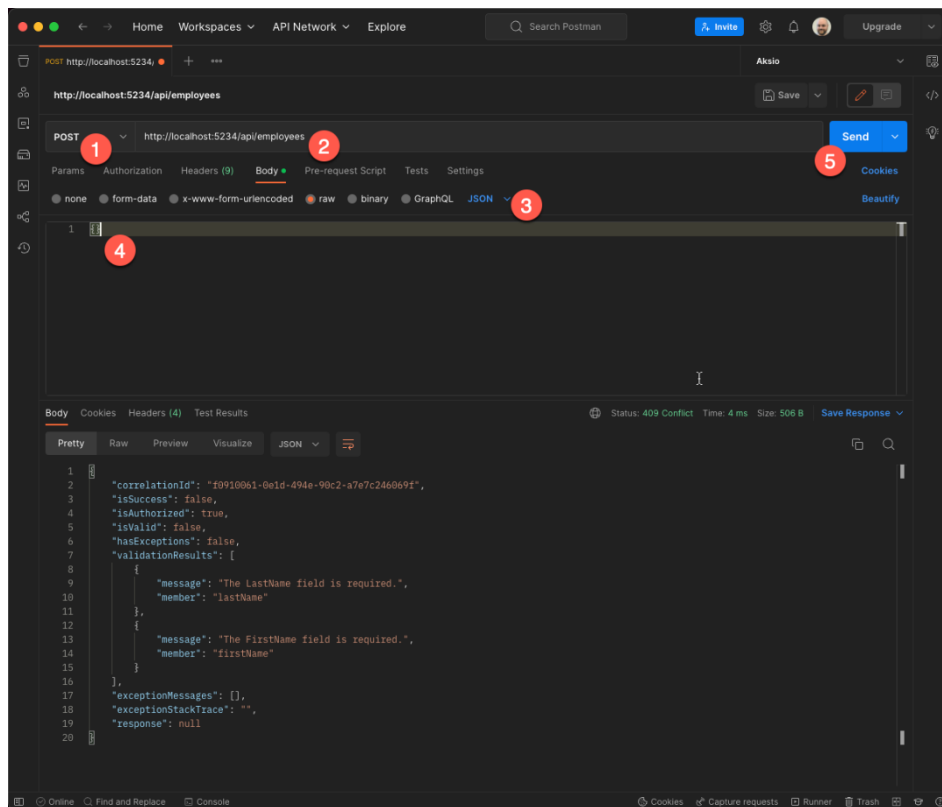 Home Workspaces API Network Explore Search Postman Invite Upgrade
POST http://localhost:5234/ Aksio
http://localhost:5234/api/employees Save
POST http://localhost:5234/api/employees Send
1 2 5
Params Authorization Headers (9) Body Pre-request Script Tests Settings Cookies
none form-data x-www-form-urlencoded raw binary GraphQL JSON Beautify
3
1 {}
4
Body Cookies Headers (4) Test Results Status: 409 Conflict Time: 4 ms Size: 506 B Save Response
Pretty Raw Preview Visualize JSON
1 {
2 "correlationId": "f0910061-0e1d-494e-90c2-a7e7c246069f",
3 "isSuccess": false,
4 "isAuthorized": true,
5 "isValid": false,
6 "hasExceptions": false,
7 "validationResults": [
8 {
9 "message": "The LastName field is required.",
10 "member": "lastName"
11 },
12 {
13 "message": "The FirstName field is required.",
14 "member": "firstName"
15 }
16 ],
17 "exceptionMessages": [],
18 "exceptionStackTrace": "",
19 "response": null
20 }
Online Find and Replace Console Cookies Capture requests Runner Trash